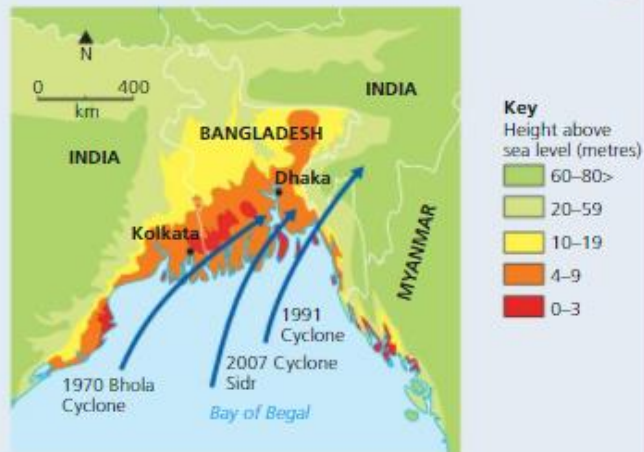 N
0 400
km
INDIA
INDIA
BANGLADESH
Dhaka
Kolkata
MYANMAR
1991
Cyclone
2007 Cyclone
Sidr
1970 Bhola
Cyclone
Bay of Begal
Key
Height above
sea level (metres)
60–80>
20–59
10–19
4–9
0–3